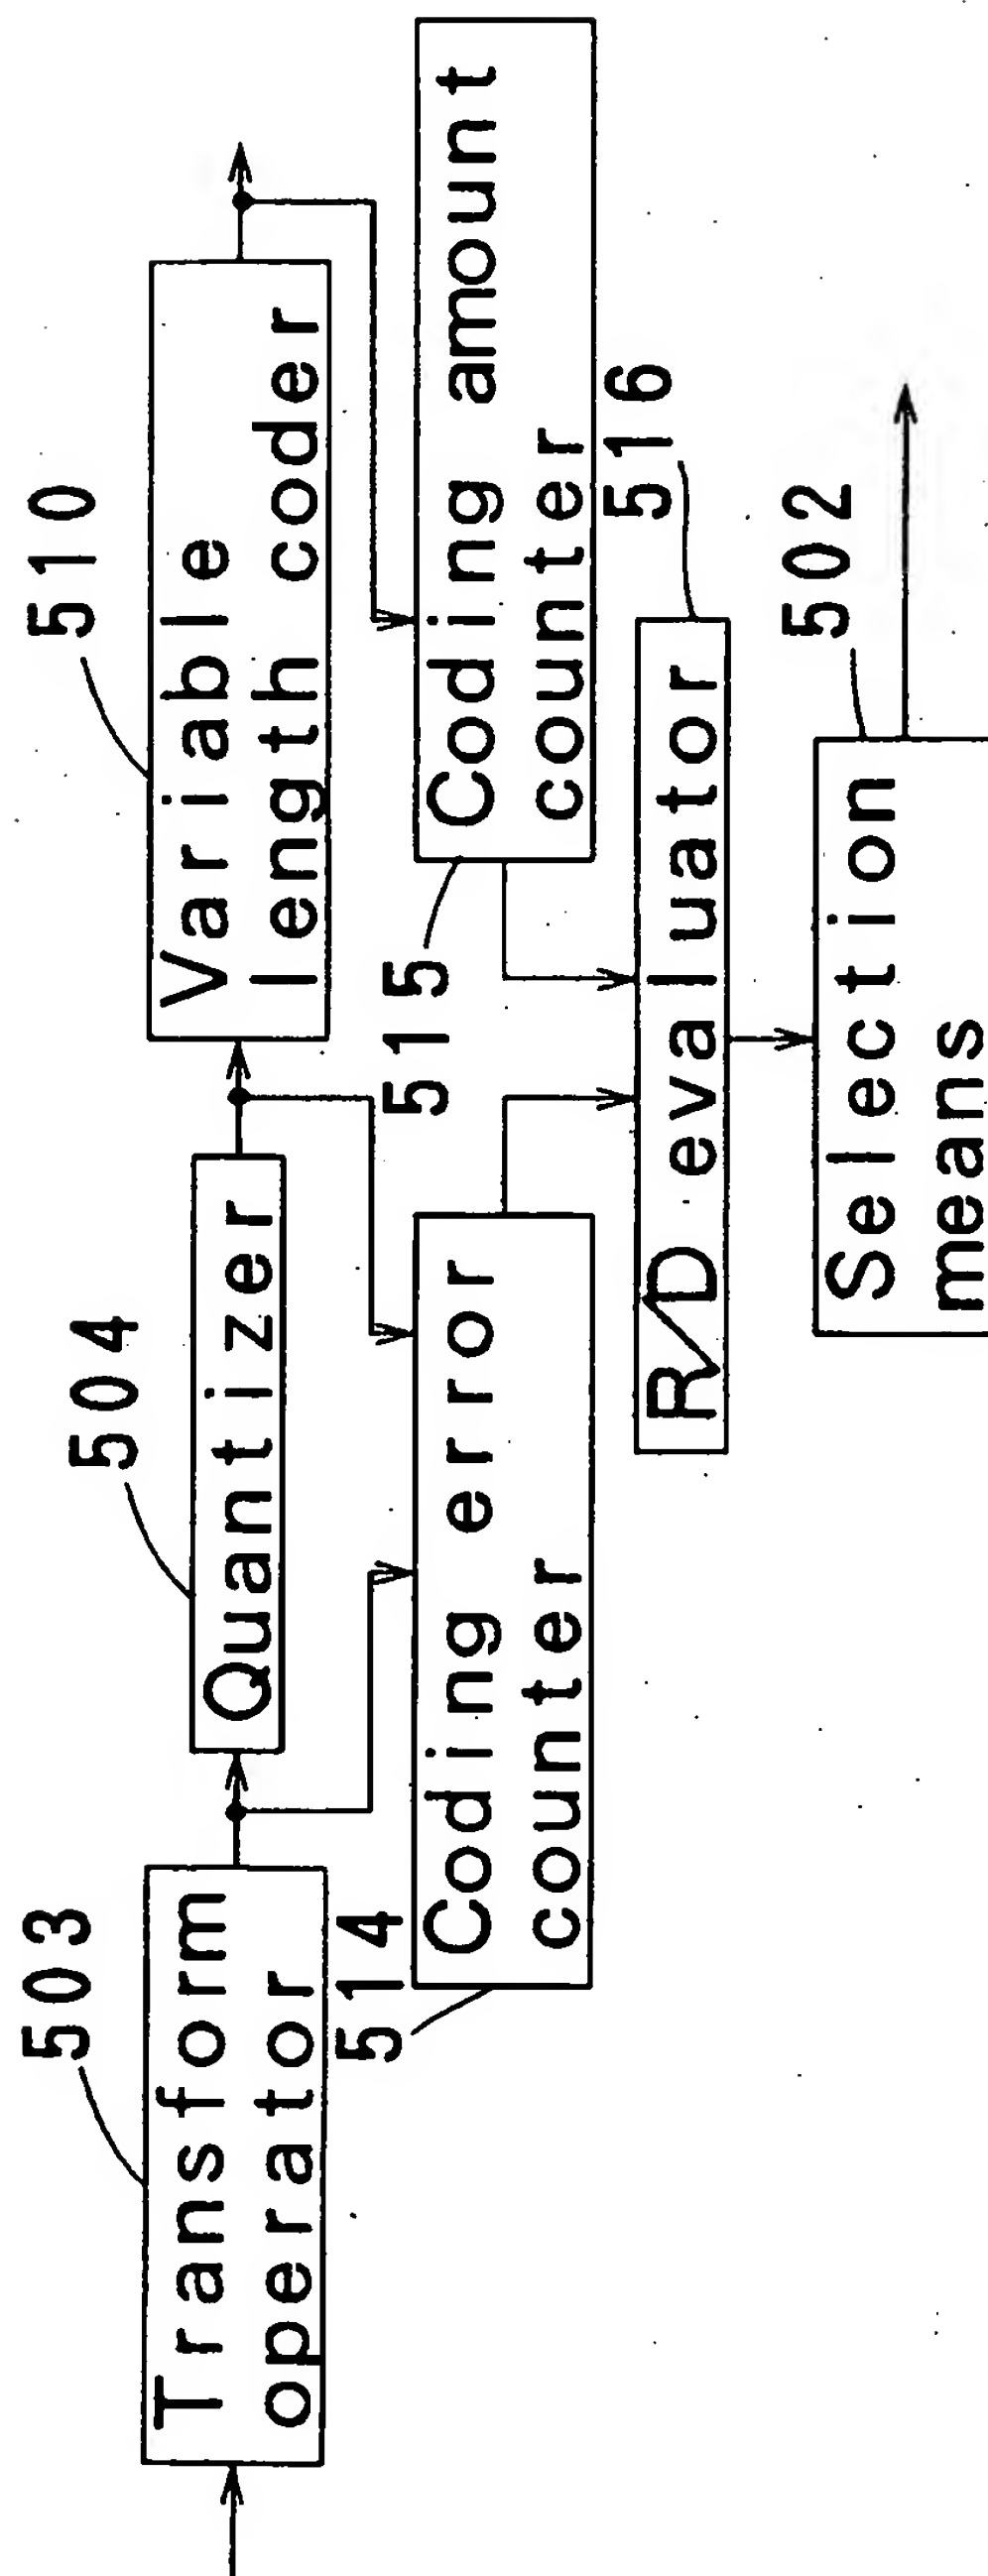 503
Transform
operator
504
Quantizer
510
Variable
length coder
514
Coding error
counter
515
Coding amount
counter
516
R/D evaluator
502
Selection
means